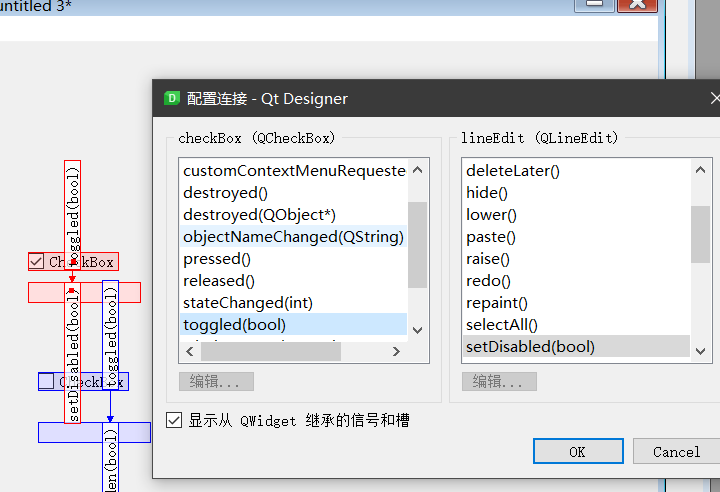 untitled 3*
配置连接 - Qt Designer
checkBox (QCheckBox)
customContextMenuRequeste
destroyed()
destroyed(QObject*)
objectNameChanged(QString)
pressed()
released()
stateChanged(int)
toggled(bool)
编辑...
lineEdit (QLineEdit)
deleteLater()
hide()
lower()
paste()
raise()
redo()
repaint()
selectAll()
setDisabled(bool)
编辑...
显示从 QWidget 继承的信号和槽
OK
Cancel
toggled(bool)
CheckBox
setDisabled(bool)
toggled(bool)
CheckBox
len(bool)